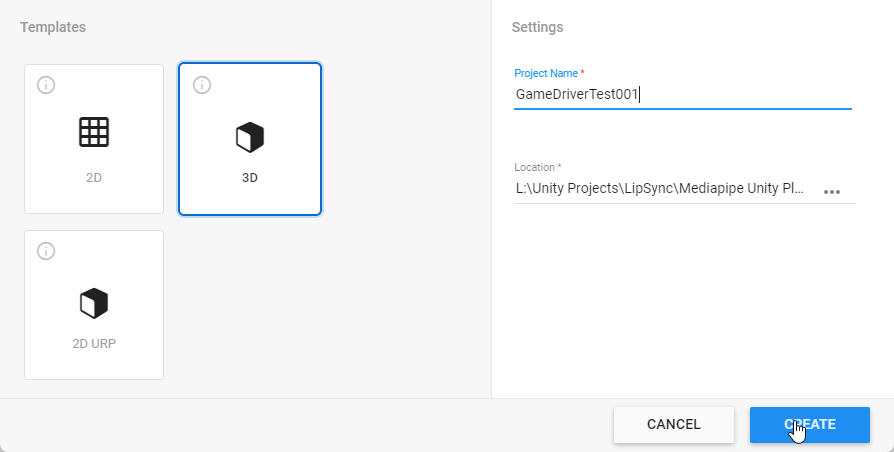 Templates
2D
3D
2D URP
Settings
Project Name *
GameDriverTest001
Location *
L:\Unity Projects\LipSync\Mediapipe Unity Pl...
CANCEL
CREATE